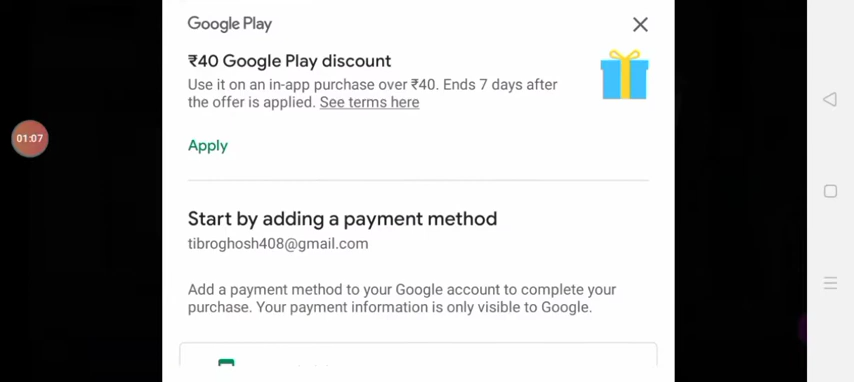 Google Play
₹40 Google Play discount
Use it on an in-app purchase over ₹40. Ends 7 days after
the offer is applied. See terms here
01:07
Apply
Start by adding a payment method
tibroghosh408@gmail.com
Add a payment method to your Google account to complete your
purchase. Your payment information is only visible to Google.